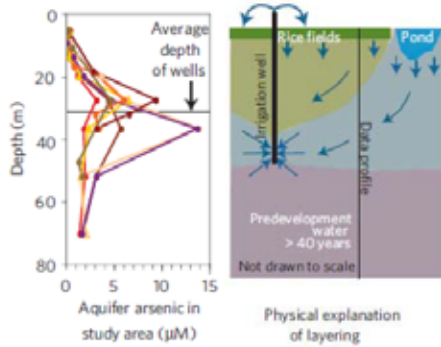 0
5
10
15
0
20
40
60
80
Depth (m)
Average
depth
of wells
Aquifer arsenic in
study area (μM)
Rice fields
Pond
Irrigation well
Data profile
Predevelopment
water
> 40 years
Not drawn to scale
Physical explanation
of layering